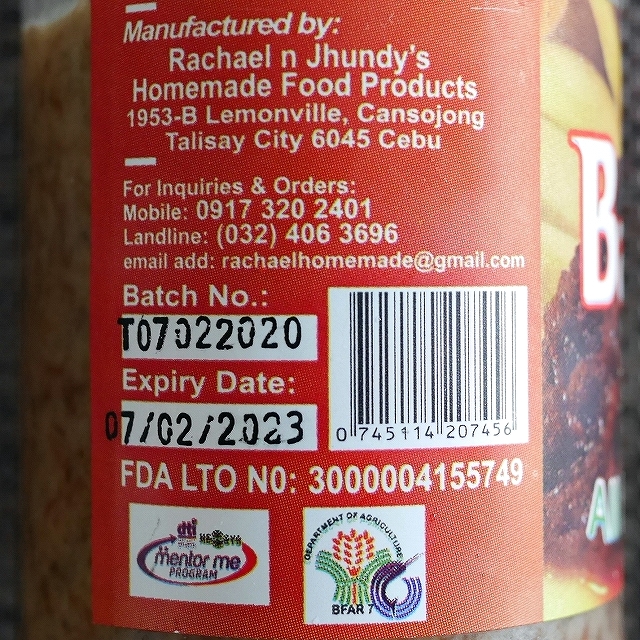 Manufactured by:
Rachael n Jhundy's
Homemade Food Products
1953-B Lemonville, Cansojong
Talisay City 6045 Cebu
For Inquiries & Orders:
Mobile: 0917 320 2401
Landline: (032) 406 3696
email add: rachaelhomemade@gmail.com
Batch No.:
T07022020
Expiry Date:
07/02/2023
0 745114 207456
FDA LTO N0: 3000004155749
dti
mentor me
PROGRAM
DEPARTMENT OF AGRICULTURE
BFAR 7